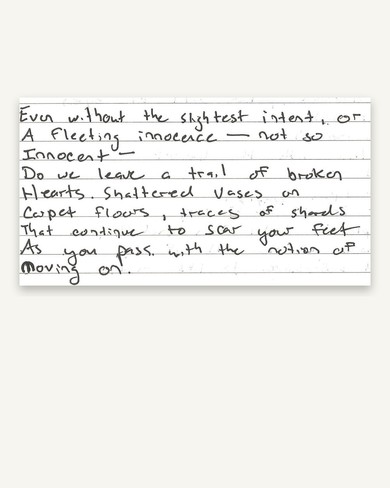 Even without the slightest intent, or
A fleeting innocence — not so
Innocent —
Do we leave a trail of broken
Hearts. Shattered Vases on
Carpet floors, traces of shards
That continue to scar your feet
As you pass. with the notion of
Moving on.